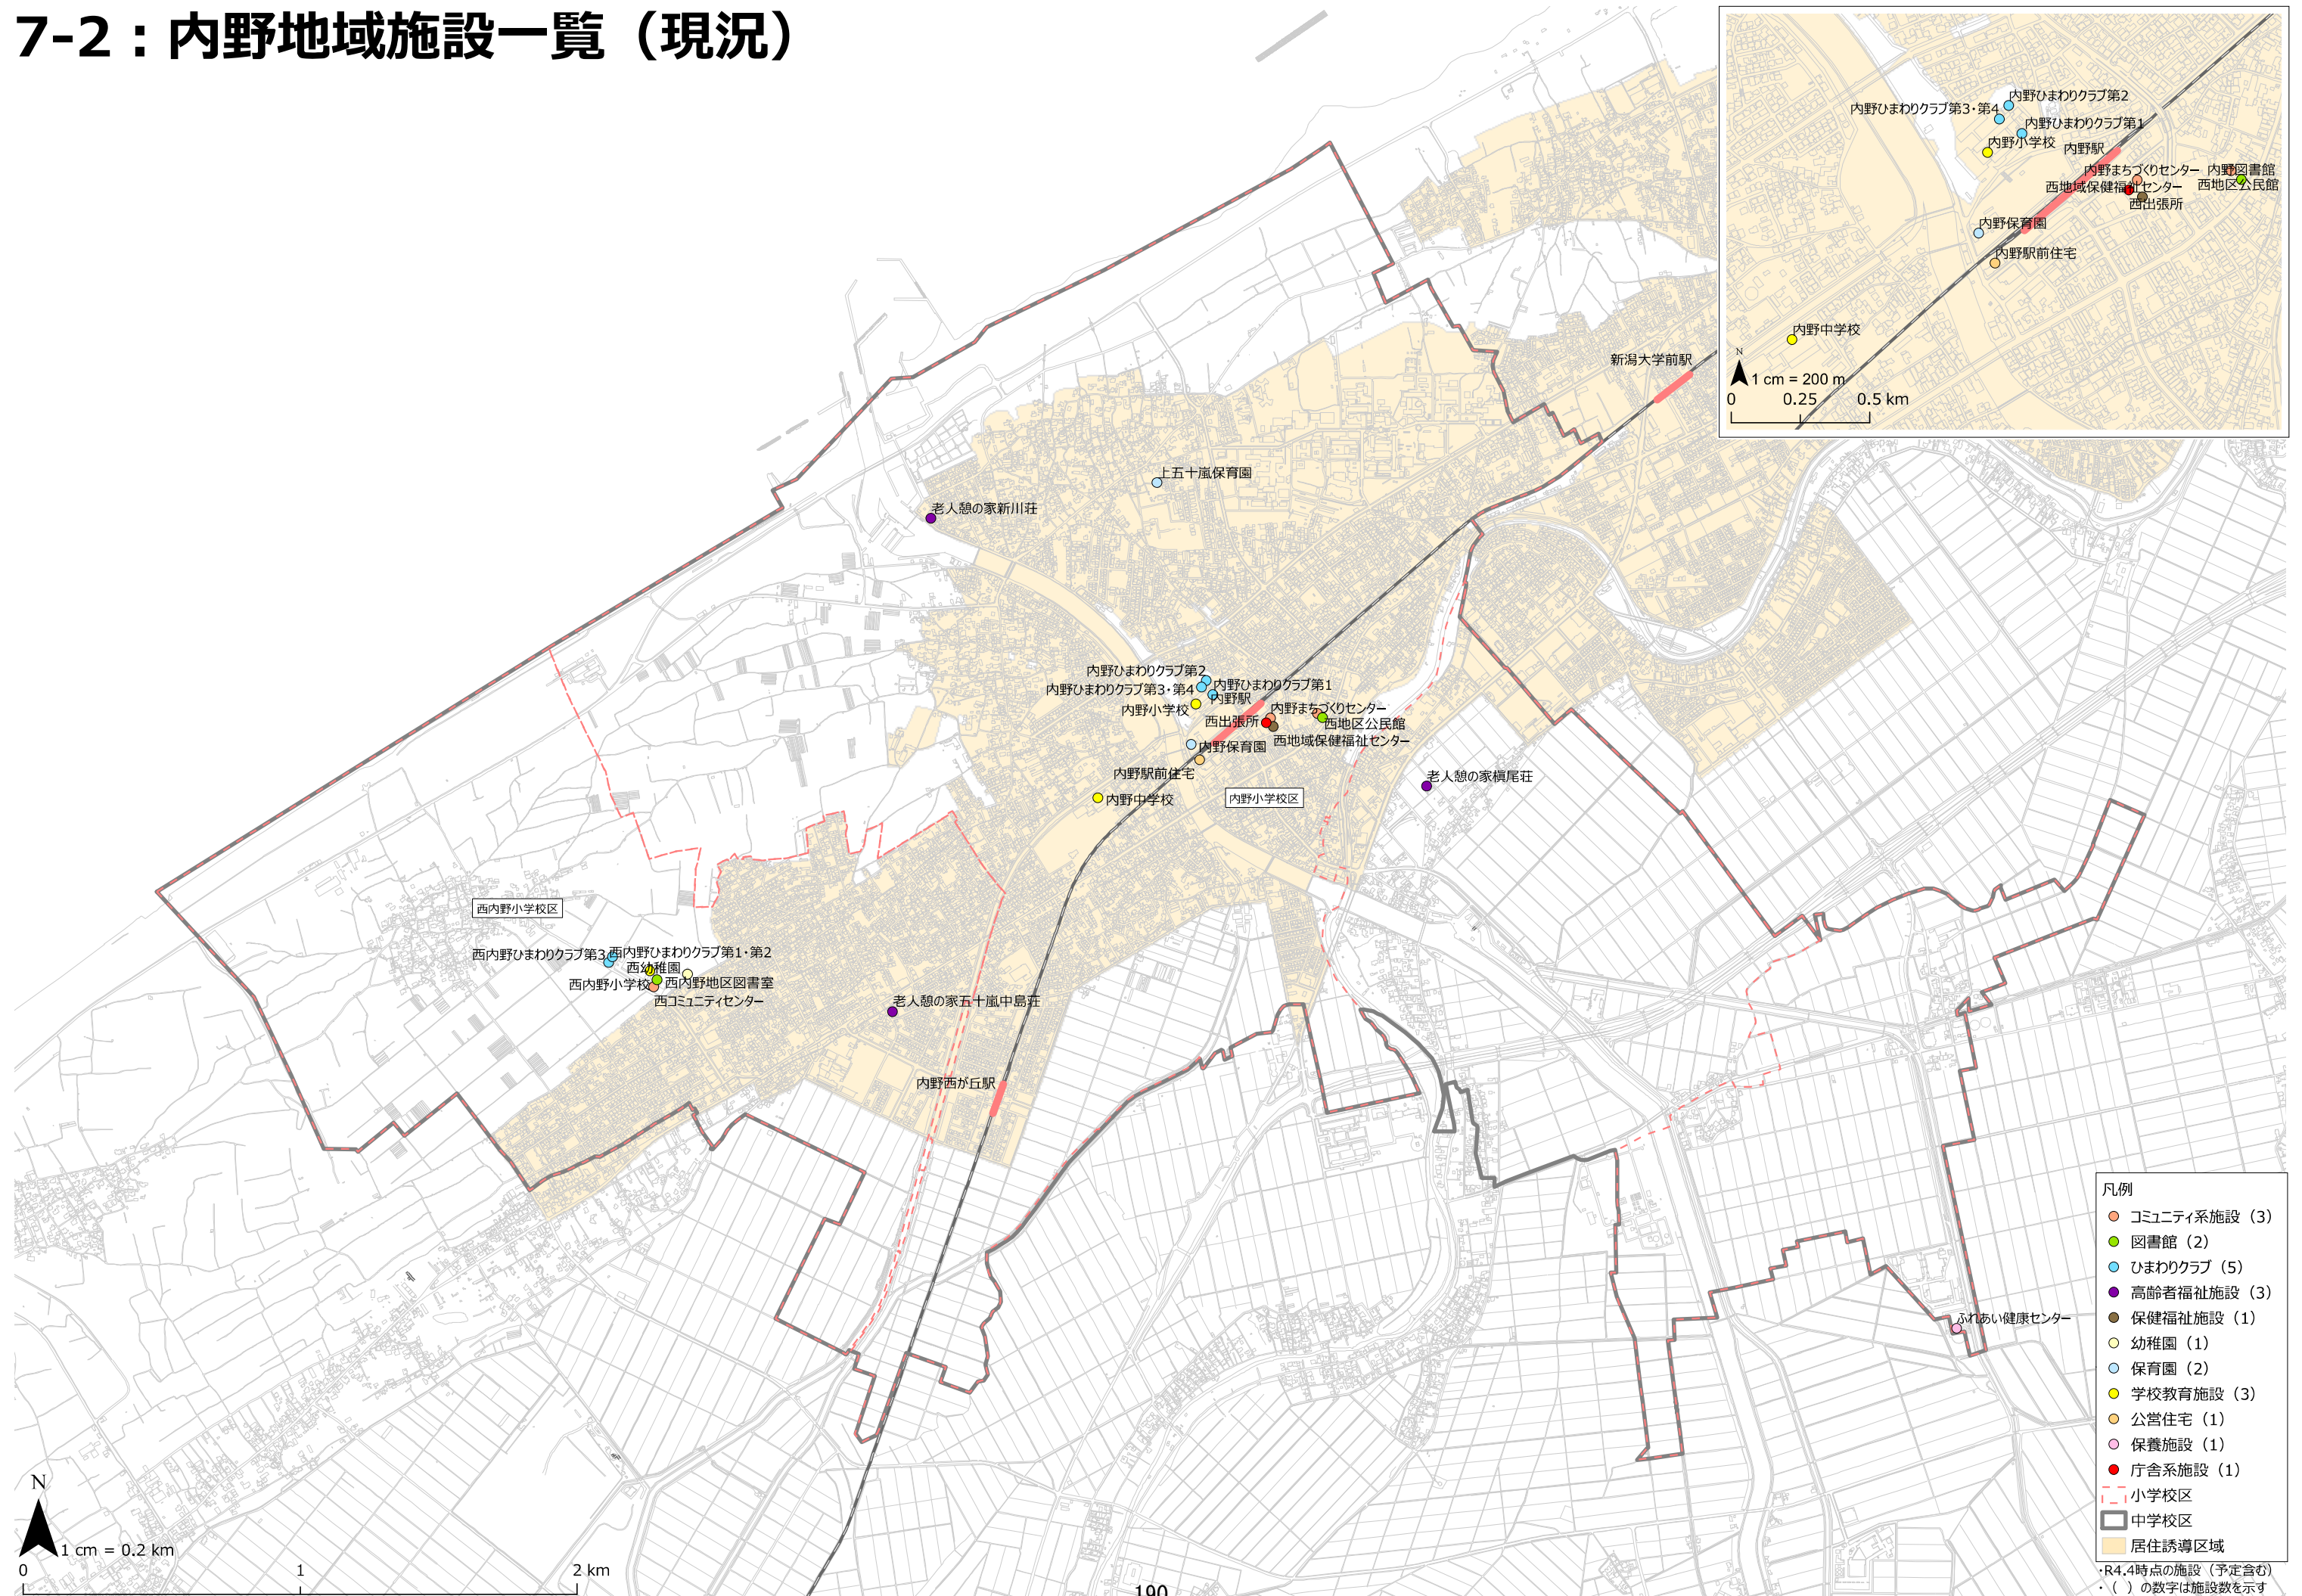 7-2：内野地域施設一覧（現況）
内野ひまわりクラブ第2
内野ひまわりクラブ第3・第4
内野ひまわりクラブ第1
内野小学校
内野駅
内野まちづくりセンター
内野図書館
西地域保健福祉センター
西地区公民館
西出張所
内野保育園
内野駅前住宅
内野中学校
N
1 cm = 200 m
0 0.25 0.5 km
新潟大学前駅
上五十嵐保育園
老人憩の家新川荘
内野ひまわりクラブ第2
内野ひまわりクラブ第3・第4
内野ひまわりクラブ第1
内野駅
内野小学校
内野まちづくりセンター
西出張所
西地区公民館
西地域保健福祉センター
内野保育園
内野駅前住宅
老人憩の家槇尾荘
内野中学校
内野小学校区
西内野小学校区
西内野ひまわりクラブ第3
西内野ひまわりクラブ第1・第2
西幼稚園
西内野小学校
西内野地区図書室
西コミュニティセンター
老人憩の家五十嵐中島荘
内野西が丘駅
ふれあい健康センター
凡例
コミュニティ系施設（3）
図書館（2）
ひまわりクラブ（5）
高齢者福祉施設（3）
保健福祉施設（1）
幼稚園（1）
保育園（2）
学校教育施設（3）
公営住宅（1）
保養施設（1）
庁舎系施設（1）
小学校区
中学校区
居住誘導区域
・R4.4時点の施設（予定含む）
・（ ）の数字は施設数を示す
N
1 cm = 0.2 km
0 1 2 km
190